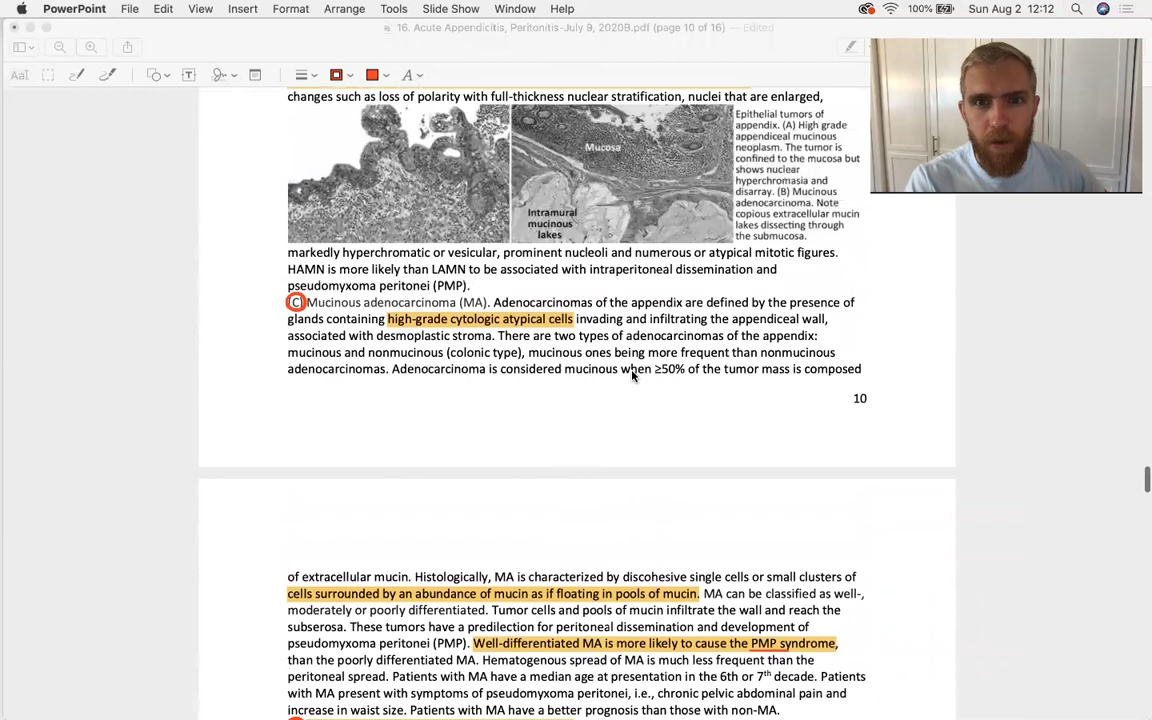 PowerPoint File Edit View Insert Format Arrange Tools Slide Show Window Help 100% Sun Aug 2 12:12
16. Acute Appendicitis, Peritonitis-July 9, 2020B.pdf (page 10 of 16) — Edited
AaI T A
changes such as loss of polarity with full-thickness nuclear stratification, nuclei that are enlarged,
Mucosa
Intramural
mucinous
lakes
Epithelial tumors of
appendix. (A) High grade
appendiceal mucinous
neoplasm. The tumor is
confined to the mucosa but
shows nuclear
hyperchromasia and
disarray. (B) Mucinous
adenocarcinoma. Note
copious extracellular mucin
lakes dissecting through
the submucosa.
markedly hyperchromatic or vesicular, prominent nucleoli and numerous or atypical mitotic figures.
HAMN is more likely than LAMN to be associated with intraperitoneal dissemination and
pseudomyxoma peritonei (PMP).
(C) Mucinous adenocarcinoma (MA). Adenocarcinomas of the appendix are defined by the presence of
glands containing high-grade cytologic atypical cells invading and infiltrating the appendiceal wall,
associated with desmoplastic stroma. There are two types of adenocarcinomas of the appendix:
mucinous and nonmucinous (colonic type), mucinous ones being more frequent than nonmucinous
adenocarcinomas. Adenocarcinoma is considered mucinous when ≥50% of the tumor mass is composed
10
of extracellular mucin. Histologically, MA is characterized by discohesive single cells or small clusters of
cells surrounded by an abundance of mucin as if floating in pools of mucin. MA can be classified as well-,
moderately or poorly differentiated. Tumor cells and pools of mucin infiltrate the wall and reach the
subserosa. These tumors have a predilection for peritoneal dissemination and development of
pseudomyxoma peritonei (PMP). Well-differentiated MA is more likely to cause the PMP syndrome,
than the poorly differentiated MA. Hematogenous spread of MA is much less frequent than the
peritoneal spread. Patients with MA have a median age at presentation in the 6th or 7th decade. Patients
with MA present with symptoms of pseudomyxoma peritonei, i.e., chronic pelvic abdominal pain and
increase in waist size. Patients with MA have a better prognosis than those with non-MA.